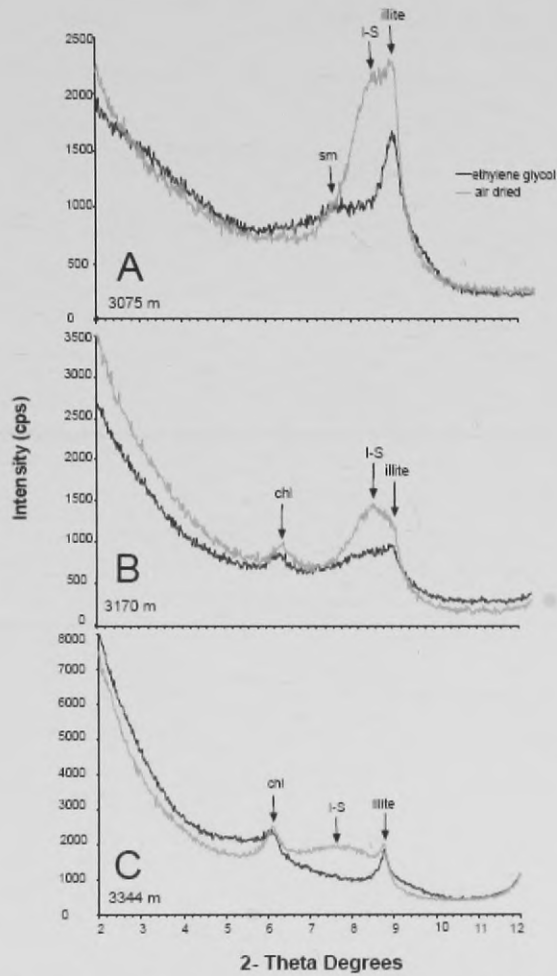 illite
I-S
2500
2000
1500
1000
500
0
sm
ethylene glycol
air dried
A
3075 m
3500
3000
2500
2000
1500
1000
500
0
chl
I-S
illite
B
3170 m
8000
7000
6000
5000
4000
3000
2000
1000
0
chl
I-S
illite
C
3344 m
2 3 4 5 6 7 8 9 10 11 12
Intensity (cps)
2- Theta Degrees